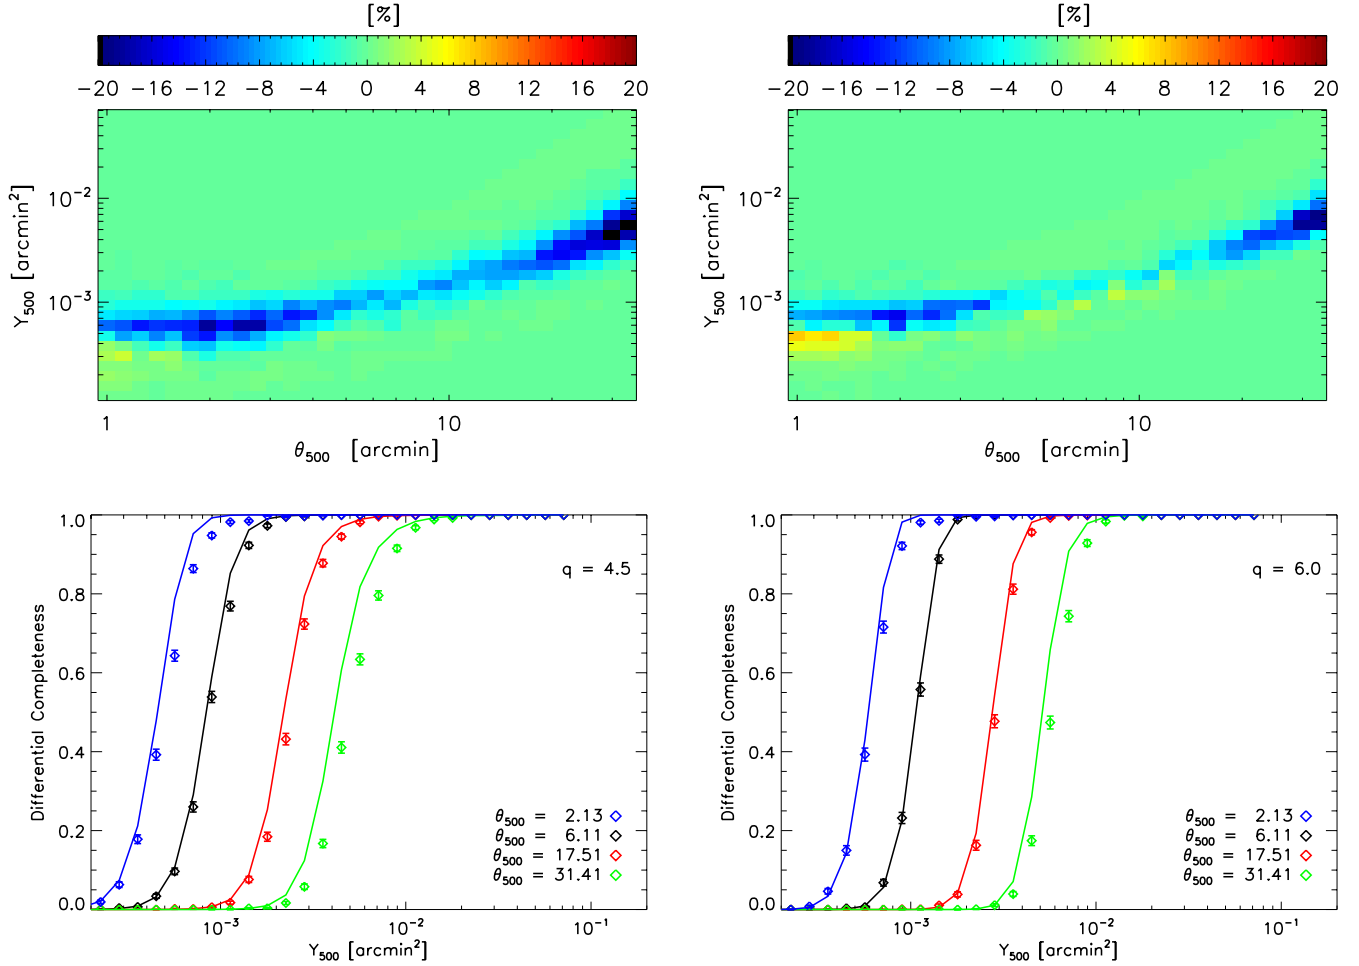 [%]
−20 −16 −12 −8 −4 0 4 8 12 16 20
Y500 [arcmin2]
10−2
10−3
1 10
θ500 [arcmin]
[%]
−20 −16 −12 −8 −4 0 4 8 12 16 20
Y500 [arcmin2]
10−2
10−3
1 10
θ500 [arcmin]
Differential Completeness
1.0
0.8
0.6
0.4
0.2
0.0
q = 4.5
θ500 = 2.13
θ500 = 6.11
θ500 = 17.51
θ500 = 31.41
10−3 10−2 10−1
Y500 [arcmin2]
Differential Completeness
1.0
0.8
0.6
0.4
0.2
0.0
q = 6.0
θ500 = 2.13
θ500 = 6.11
θ500 = 17.51
θ500 = 31.41
10−3 10−2 10−1
Y500 [arcmin2]